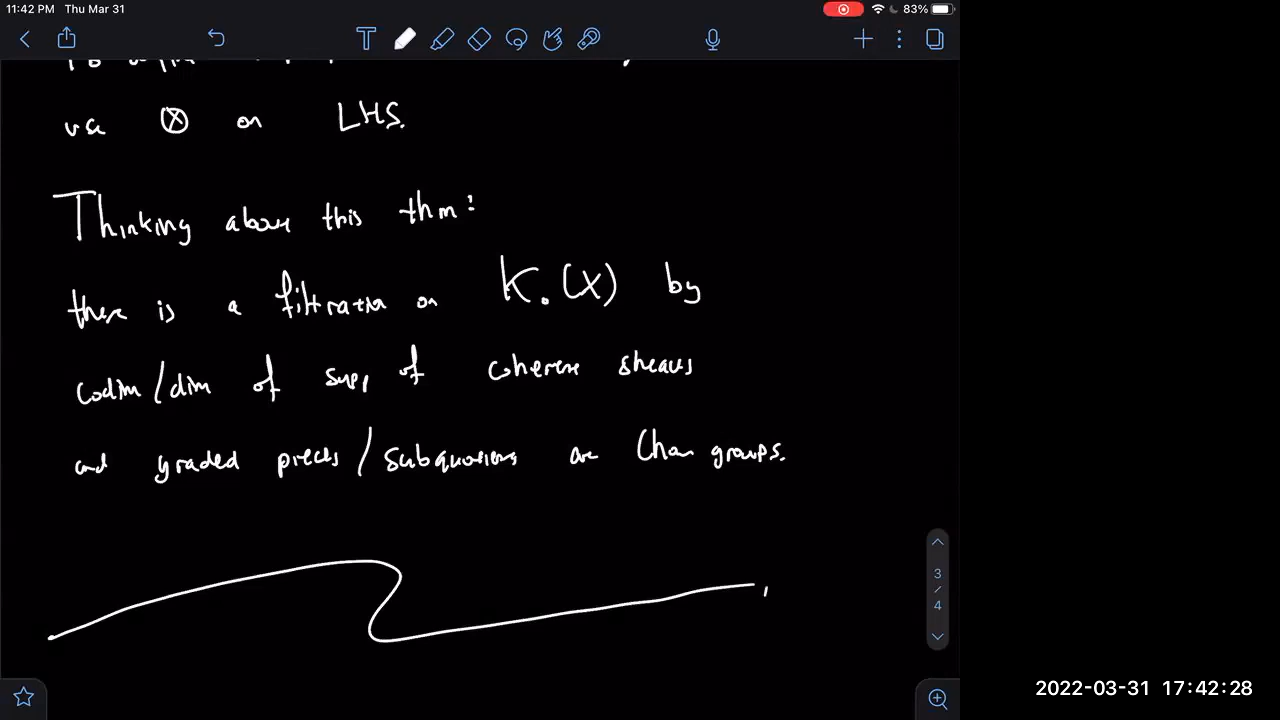 11:42 PM Thu Mar 31
83%
via ⊗ on LHS.
Thinking about this thm:
there is a filtration on K₀(X) by
codim/dim of supp of coherent sheaves
and graded pieces/subquotients are Chow groups.
3
/
4
2022-03-31 17:42:28